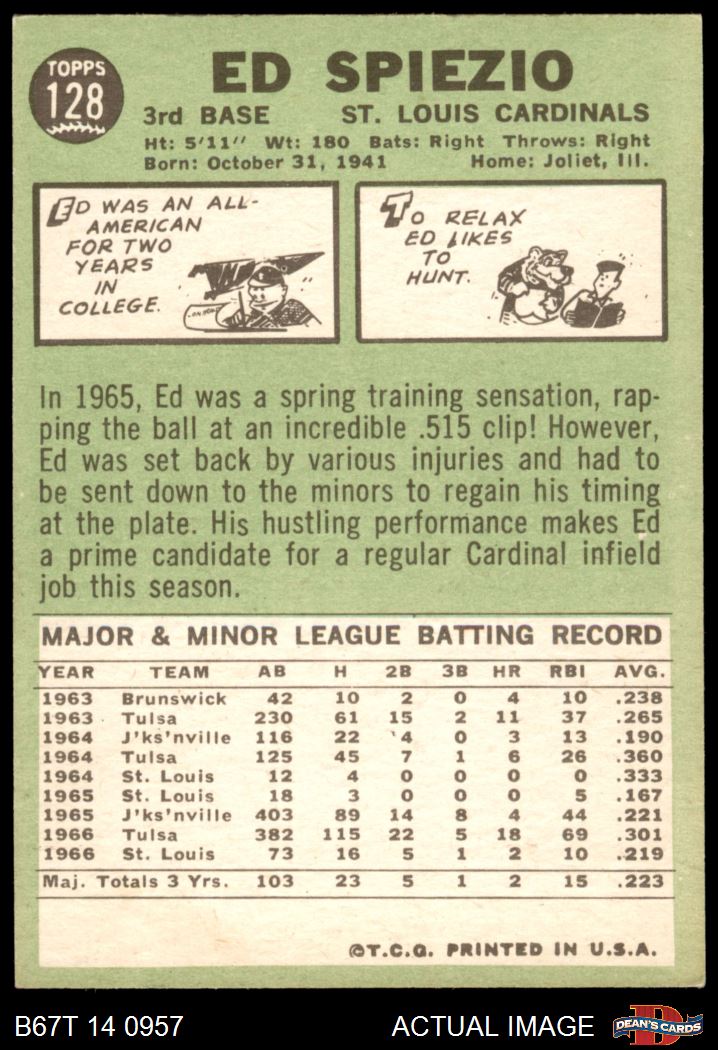 TOPPS
128
ED SPIEZIO
3rd BASE ST. LOUIS CARDINALS
Ht: 5'11" Wt: 180 Bats: Right Throws: Right
Born: October 31, 1941 Home: Joliet, Ill.
ED WAS AN ALL-
AMERICAN
FOR TWO
YEARS
IN
COLLEGE.
TO RELAX
ED LIKES
TO
HUNT.
In 1965, Ed was a spring training sensation, rap-
ping the ball at an incredible .515 clip! However,
Ed was set back by various injuries and had to
be sent down to the minors to regain his timing
at the plate. His hustling performance makes Ed
a prime candidate for a regular Cardinal infield
job this season.
MAJOR & MINOR LEAGUE BATTING RECORD
YEAR TEAM AB H 2B 3B HR RBI AVG.
1963 Brunswick 42 10 2 0 4 10 .238
1963 Tulsa 230 61 15 2 11 37 .265
1964 J'ks'nville 116 22 4 0 3 13 .190
1964 Tulsa 125 45 7 1 6 26 .360
1964 St. Louis 12 4 0 0 0 0 .333
1965 St. Louis 18 3 0 0 0 5 .167
1965 J'ks'nville 403 89 14 8 4 44 .221
1966 Tulsa 382 115 22 5 18 69 .301
1966 St. Louis 73 16 5 1 2 10 .219
Maj. Totals 3 Yrs. 103 23 5 1 2 15 .223
©T.C.G. PRINTED IN U.S.A.
B67T 14 0957 ACTUAL IMAGE DEAN'S CARDS